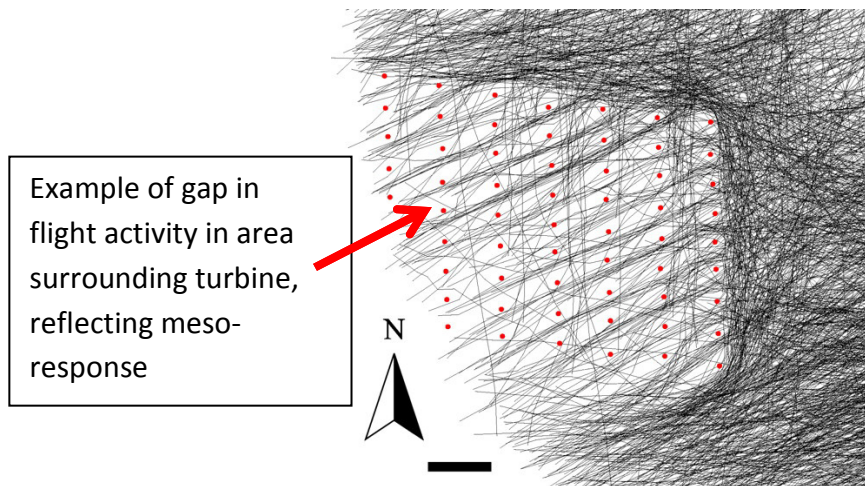 Example of gap in
flight activity in area
surrounding turbine,
reflecting meso-
response
N